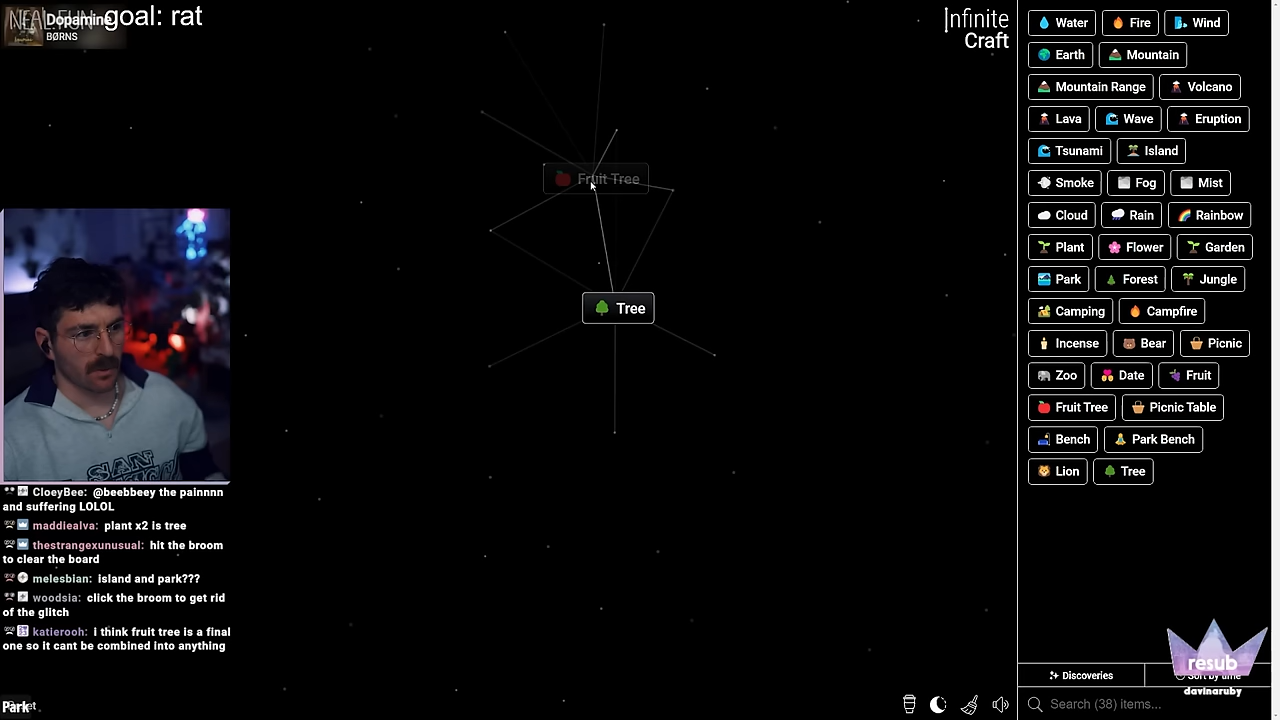 NEAL.FUN
Dopamine
BØRNS
goal: rat
Infinite
Craft
Fruit Tree
Tree
Water
Fire
Wind
Earth
Mountain
Mountain Range
Volcano
Lava
Wave
Eruption
Tsunami
Island
Smoke
Fog
Mist
Cloud
Rain
Rainbow
Plant
Flower
Garden
Park
Forest
Jungle
Camping
Campfire
Incense
Bear
Picnic
Zoo
Date
Fruit
Fruit Tree
Picnic Table
Bench
Park Bench
Lion
Tree
Discoveries
Sort by time
Search (38) items...
resub
davinaruby
SAN
CloeyBee: @beebbeey the painnnn
and suffering LOLOL
maddiealva: plant x2 is tree
thestrangexunusual: hit the broom
to clear the board
melesbian: island and park???
woodsia: click the broom to get rid
of the glitch
katierooh: i think fruit tree is a final
one so it cant be combined into anything
Park